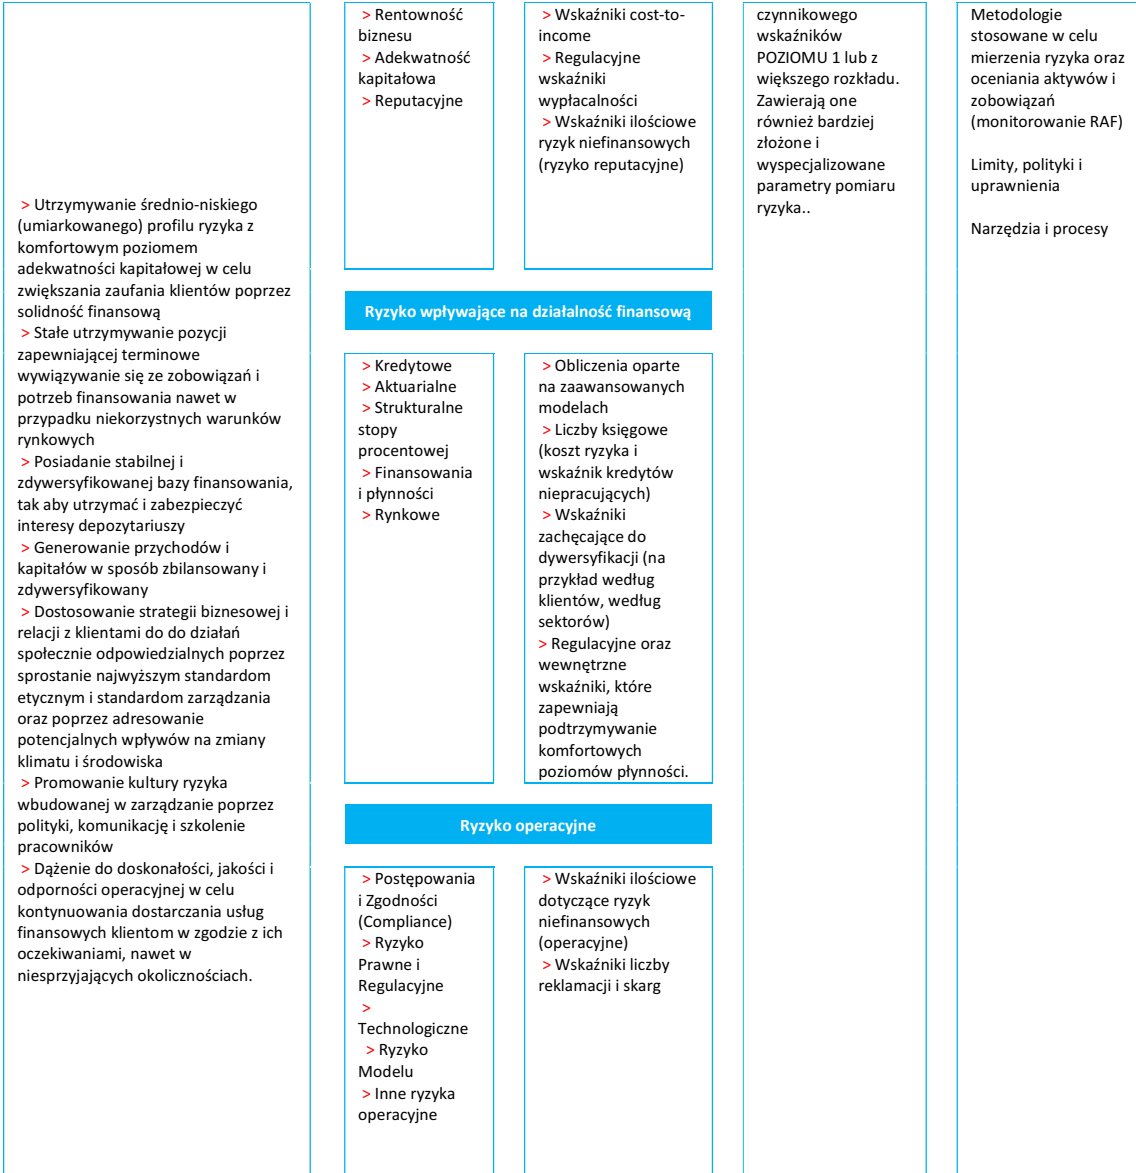 > Utrzymywanie średnio-niskiego
(umiarkowanego) profilu ryzyka z
komfortowym poziomem
adekwatności kapitałowej w celu
zwiększania zaufania klientów poprzez
solidność finansową
> Stałe utrzymywanie pozycji
zapewniającej terminowe
wywiązywanie się ze zobowiązań i
potrzeb finansowania nawet w
przypadku niekorzystnych warunków
rynkowych
> Posiadanie stabilnej i
zdywersyfikowanej bazy finansowania,
tak aby utrzymać i zabezpieczyć
interesy depozytariuszy
> Generowanie przychodów i
kapitałów w sposób zbilansowany i
zdywersyfikowany
> Dostosowanie strategii biznesowej i
relacji z klientami do do działań
społecznie odpowiedzialnych poprzez
sprostanie najwyższym standardom
etycznym i standardom zarządzania
oraz poprzez adresowanie
potencjalnych wpływów na zmiany
klimatu i środowiska
> Promowanie kultury ryzyka
wbudowanej w zarządzanie poprzez
polityki, komunikację i szkolenie
pracowników
> Dążenie do doskonałości, jakości i
odporności operacyjnej w celu
kontynuowania dostarczania usług
finansowych klientom w zgodzie z ich
oczekiwaniami, nawet w
niesprzyjających okolicznościach.
> Rentowność
biznesu
> Adekwatność
kapitałowa
> Reputacyjne
> Wskaźniki cost-to-
income
> Regulacyjne
wskaźniki
wypłacalności
> Wskaźniki ilościowe
ryzyk niefinansowych
(ryzyko reputacyjne)
Ryzyko wpływające na działalność finansową
> Kredytowe
> Aktuarialne
> Strukturalne
stopy
procentowej
> Finansowania
i płynności
> Rynkowe
> Obliczenia oparte
na zaawansowanych
modelach
> Liczby księgowe
(koszt ryzyka i
wskaźnik kredytów
niepracujących)
> Wskaźniki
zachęcające do
dywersyfikacji (na
przykład według
klientów, według
sektorów)
> Regulacyjne oraz
wewnętrzne
wskaźniki, które
zapewniają
podtrzymywanie
komfortowych
poziomów płynności.
Ryzyko operacyjne
> Postępowania
i Zgodności
(Compliance)
> Ryzyko
Prawne i
Regulacyjne
>
Technologiczne
> Ryzyko
Modelu
> Inne ryzyka
operacyjne
> Wskaźniki ilościowe
dotyczące ryzyk
niefinansowych
(operacyjne)
> Wskaźniki liczby
reklamacji i skarg
czynnikowego
wskaźników
POZIOMU 1 lub z
większego rozkładu.
Zawierają one
również bardziej
złożone i
wyspecjalizowane
parametry pomiaru
ryzyka..
Metodologie
stosowane w celu
mierzenia ryzyka oraz
oceniania aktywów i
zobowiązań
(monitorowanie RAF)
Limity, polityki i
uprawnienia
Narzędzia i procesy